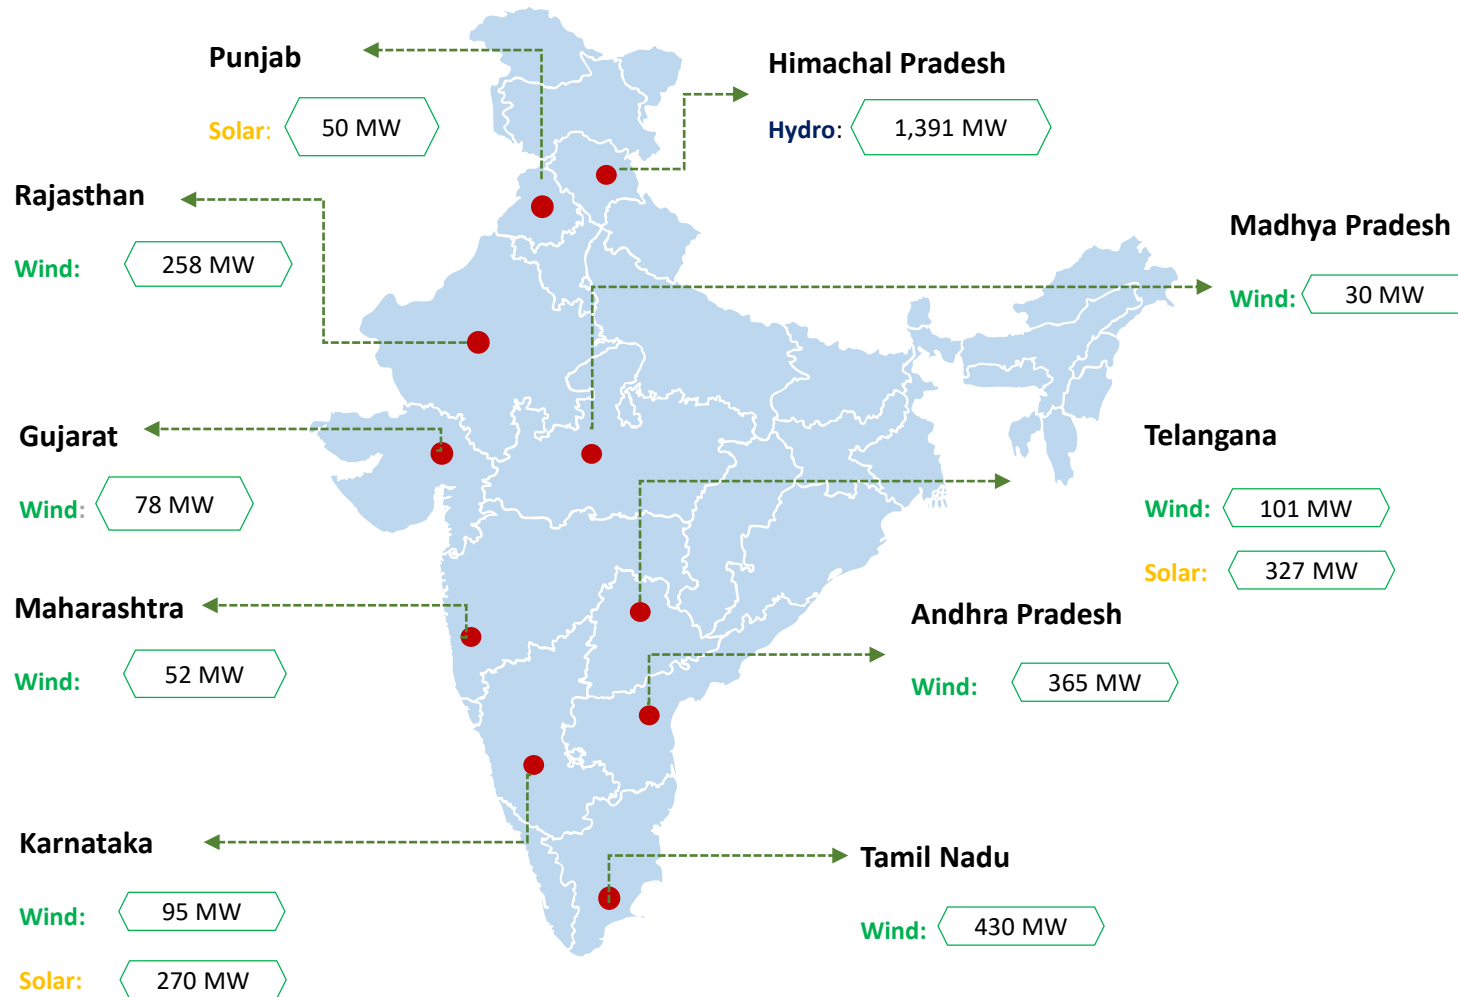 Punjab
Solar: 50 MW
Himachal Pradesh
Hydro: 1,391 MW
Rajasthan
Wind: 258 MW
Madhya Pradesh
Wind: 30 MW
Gujarat
Wind: 78 MW
Telangana
Wind: 101 MW
Solar: 327 MW
Maharashtra
Wind: 52 MW
Andhra Pradesh
Wind: 365 MW
Karnataka
Wind: 95 MW
Solar: 270 MW
Tamil Nadu
Wind: 430 MW